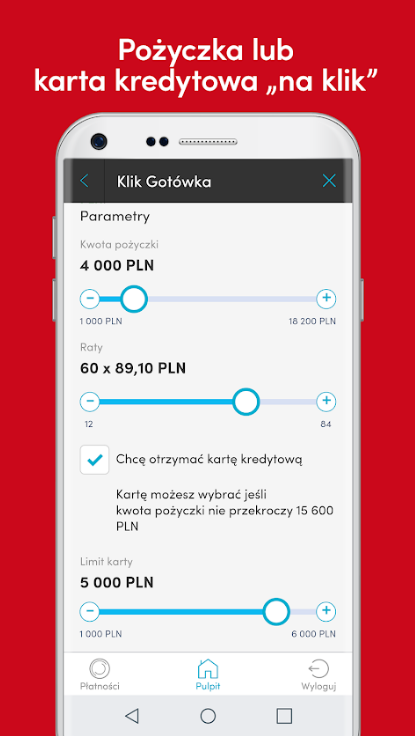 Pożyczka lub
karta kredytowa „na klik”
Klik Gotówka
Parametry
Kwota pożyczki
4 000 PLN
1 000 PLN
18 200 PLN
Raty
60 x 89,10 PLN
12
84
Chcę otrzymać kartę kredytową
Kartę możesz wybrać jeśli
kwota pożyczki nie przekroczy 15 600
PLN
Limit karty
5 000 PLN
1 000 PLN
6 000 PLN
Płatności
Pulpit
Wyloguj